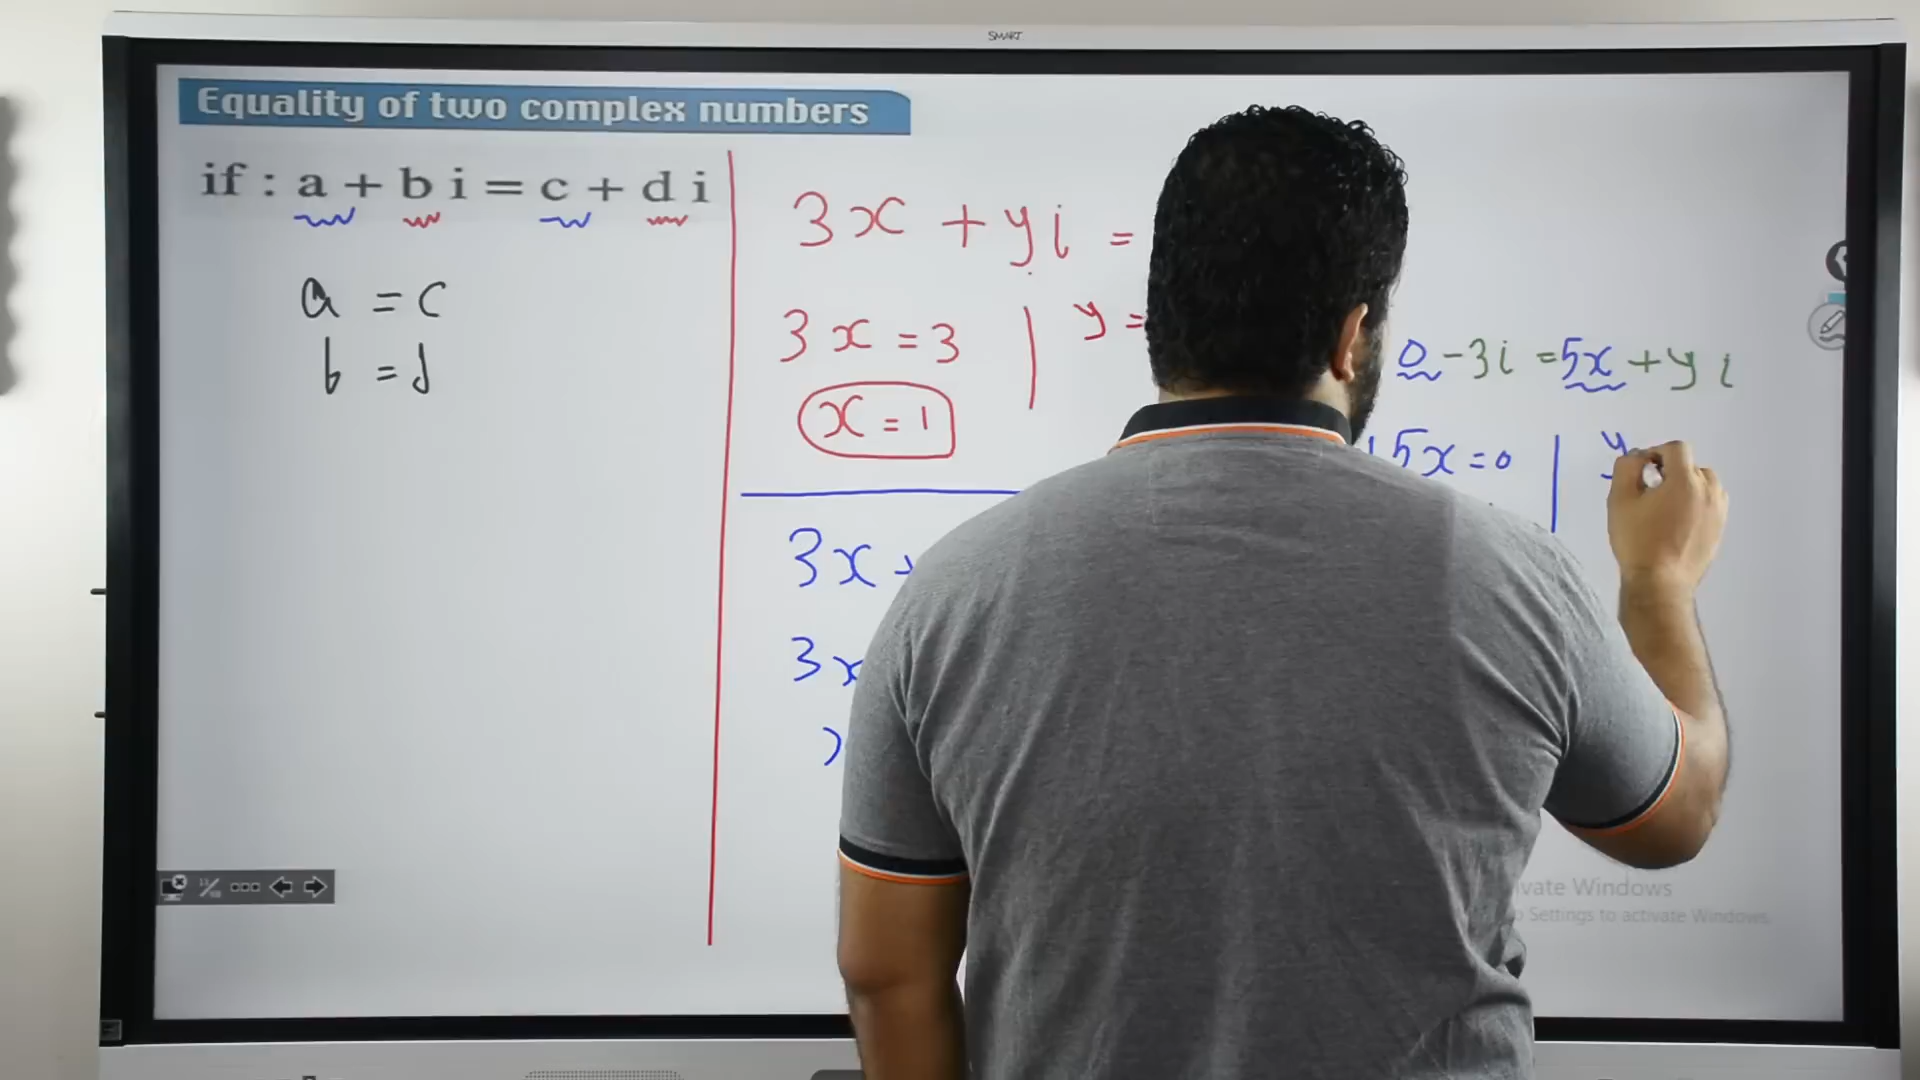 SMART
Equality of two complex numbers
if : a + b i = c + d i
a = c
b = d
3x + yi =
3x = 3
y =
x = 1
0 - 3i = 5x + yi
5x = 0
y
3x
3x
vate Windows
Settings to activate Windows.